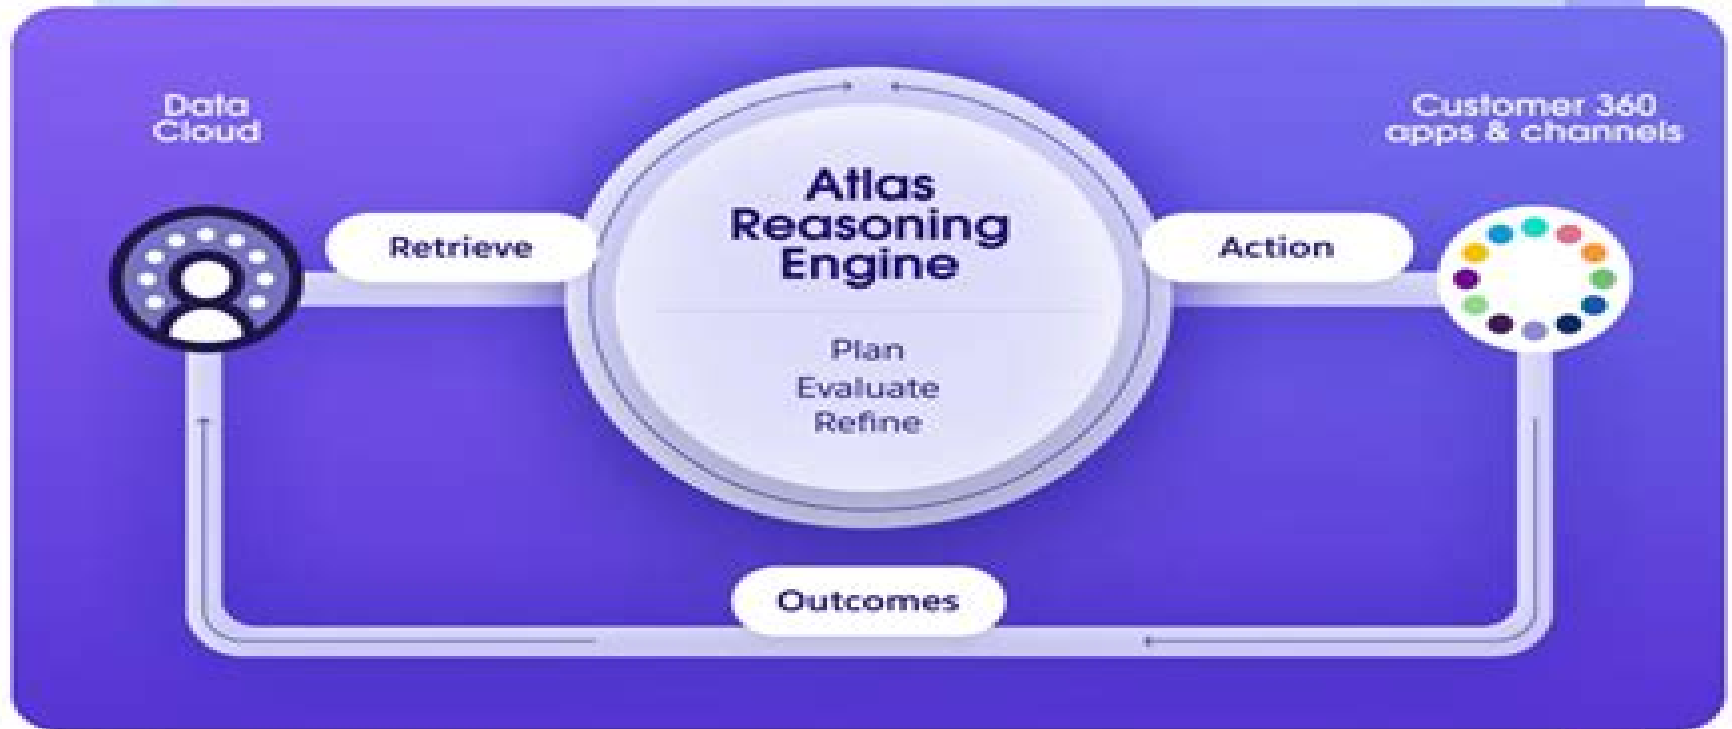 Data
Cloud
Customer 360
apps & channels
Atlas
Reasoning
Engine
Retrieve
Action
Plan
Evaluate
Refine
Outcomes